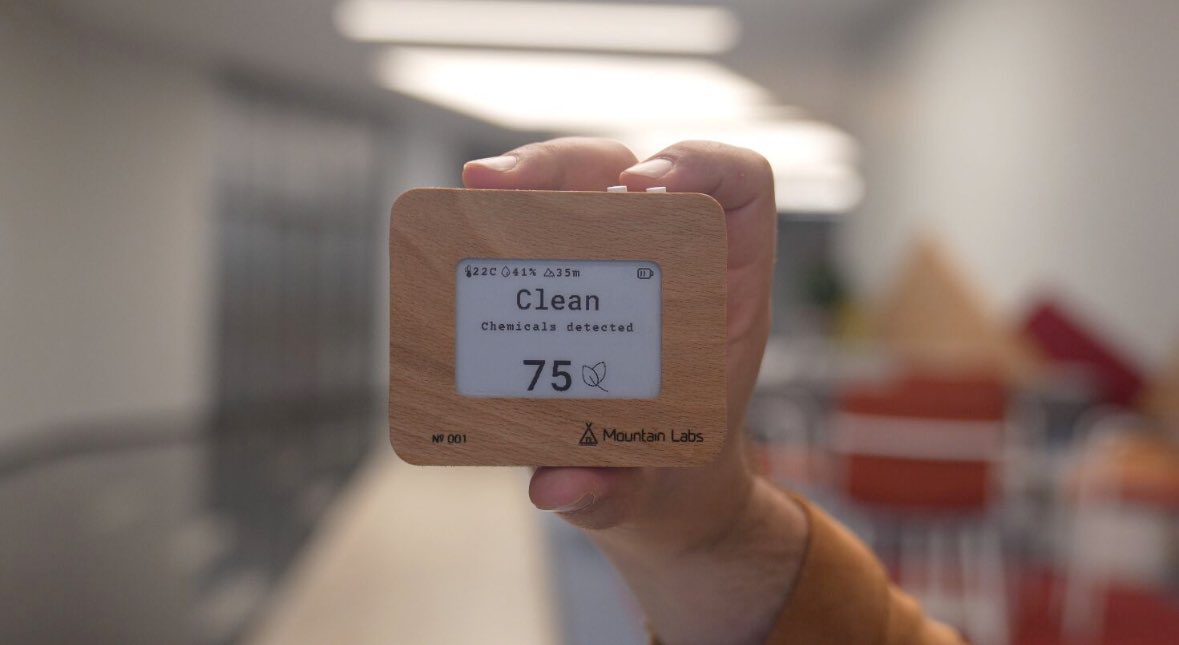 22C 41% 35m
Clean
Chemicals detected
75
№ 001
Mountain Labs